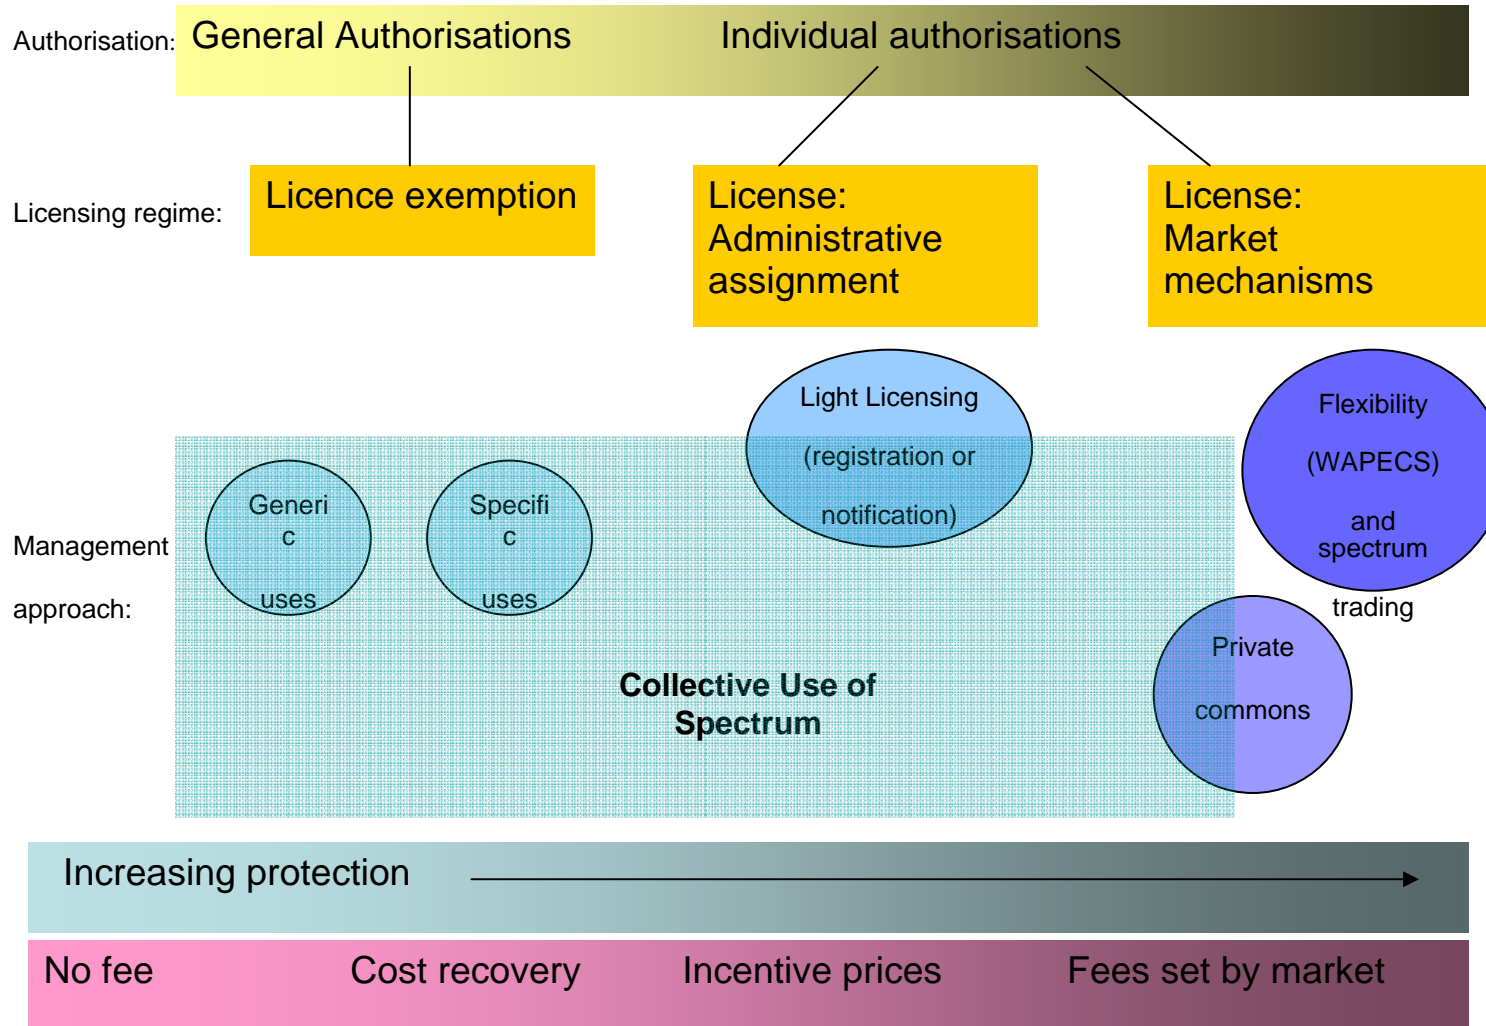 Authorisation:
General Authorisations
Individual authorisations
Licensing regime:
Licence exemption
License:
Administrative
assignment
License:
Market
mechanisms
Management
approach:
Generi
c
uses
Specifi
c
uses
Light Licensing
(registration or
notification)
Flexibility
(WAPECS)
and
spectrum
trading
Private
commons
Collective Use of
Spectrum
Increasing protection
No fee
Cost recovery
Incentive prices
Fees set by market